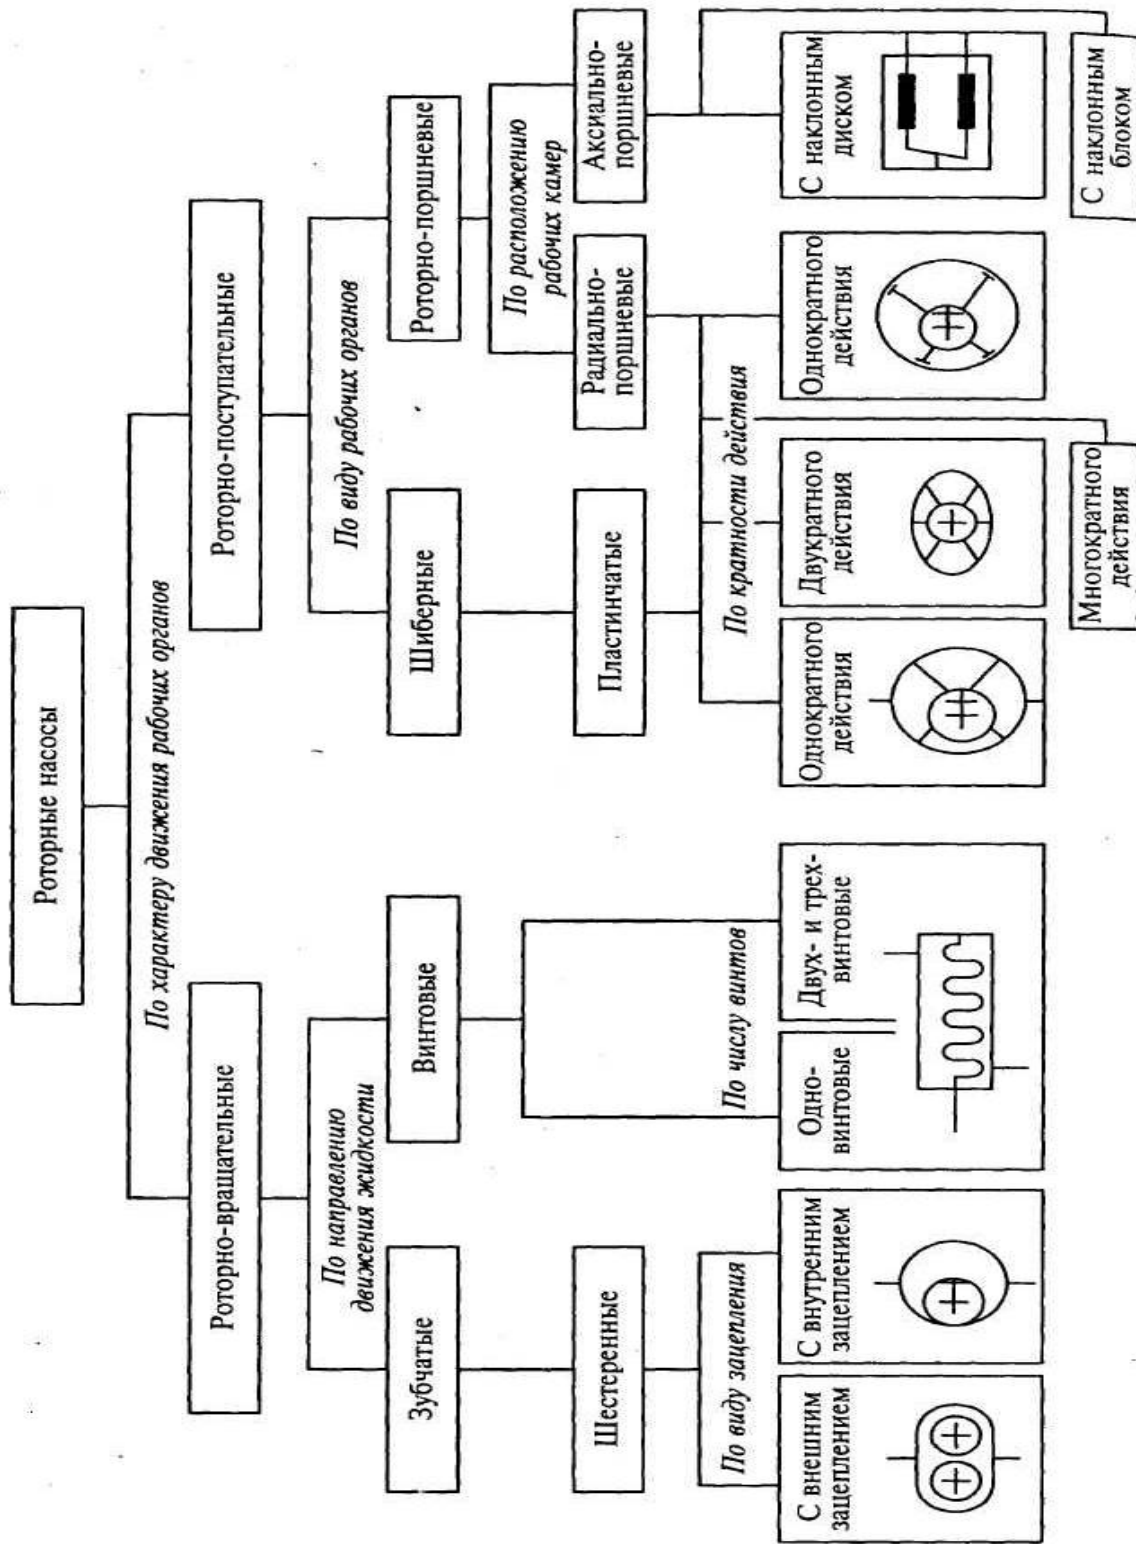 Роторные насосы
По характеру движения рабочих органов
Роторно-вращательные
Роторно-поступательные
По направлению
движения жидкости
По виду рабочих органов
Зубчатые
Винтовые
Шиберные
Роторно-поршневые
По расположению
рабочих камер
Шестеренные
Пластинчатые
Радиально-
поршневые
Аксиально-
поршневые
По виду зацепления
По числу винтов
По кратности действия
С внешним
зацеплением
С внутренним
зацеплением
Одно-
винтовые
Двух- и трех-
винтовые
Однократного
действия
Двукратного
действия
Однократного
действия
С наклонным
диском
Многократного
действия
С наклонным
блоком